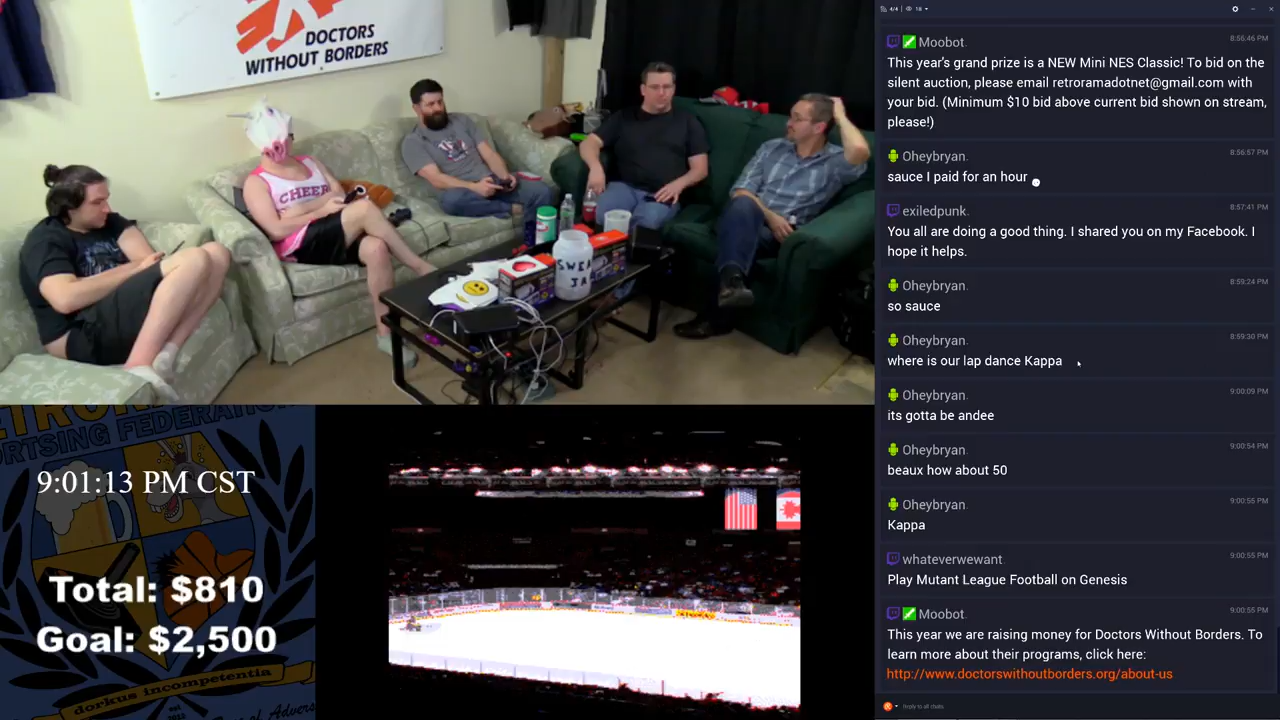 DOCTORS
WITHOUT BORDERS
CHEER
SWEAR
JAR
4/4
18
Moobot.
8:56:46 PM
This year's grand prize is a NEW Mini NES Classic! To bid on the
silent auction, please email retroramadotnet@gmail.com with
your bid. (Minimum $10 bid above current bid shown on stream,
please!)
Oheybryan.
8:56:57 PM
sauce I paid for an hour
exiledpunk.
8:57:41 PM
You all are doing a good thing. I shared you on my Facebook. I
hope it helps.
Oheybryan.
8:59:24 PM
so sauce
Oheybryan.
8:59:30 PM
where is our lap dance Kappa
Oheybryan.
9:00:09 PM
its gotta be andee
Oheybryan.
9:00:54 PM
beaux how about 50
Oheybryan.
9:00:55 PM
Kappa
whateverwewant.
9:00:55 PM
Play Mutant League Football on Genesis
Moobot.
9:00:55 PM
This year we are raising money for Doctors Without Borders. To
learn more about their programs, click here:
http://www.doctorswithoutborders.org/about-us
Reply to all chats
9:01:13 PM CST
Total: $810
Goal: $2,500
dorkus incompetentia